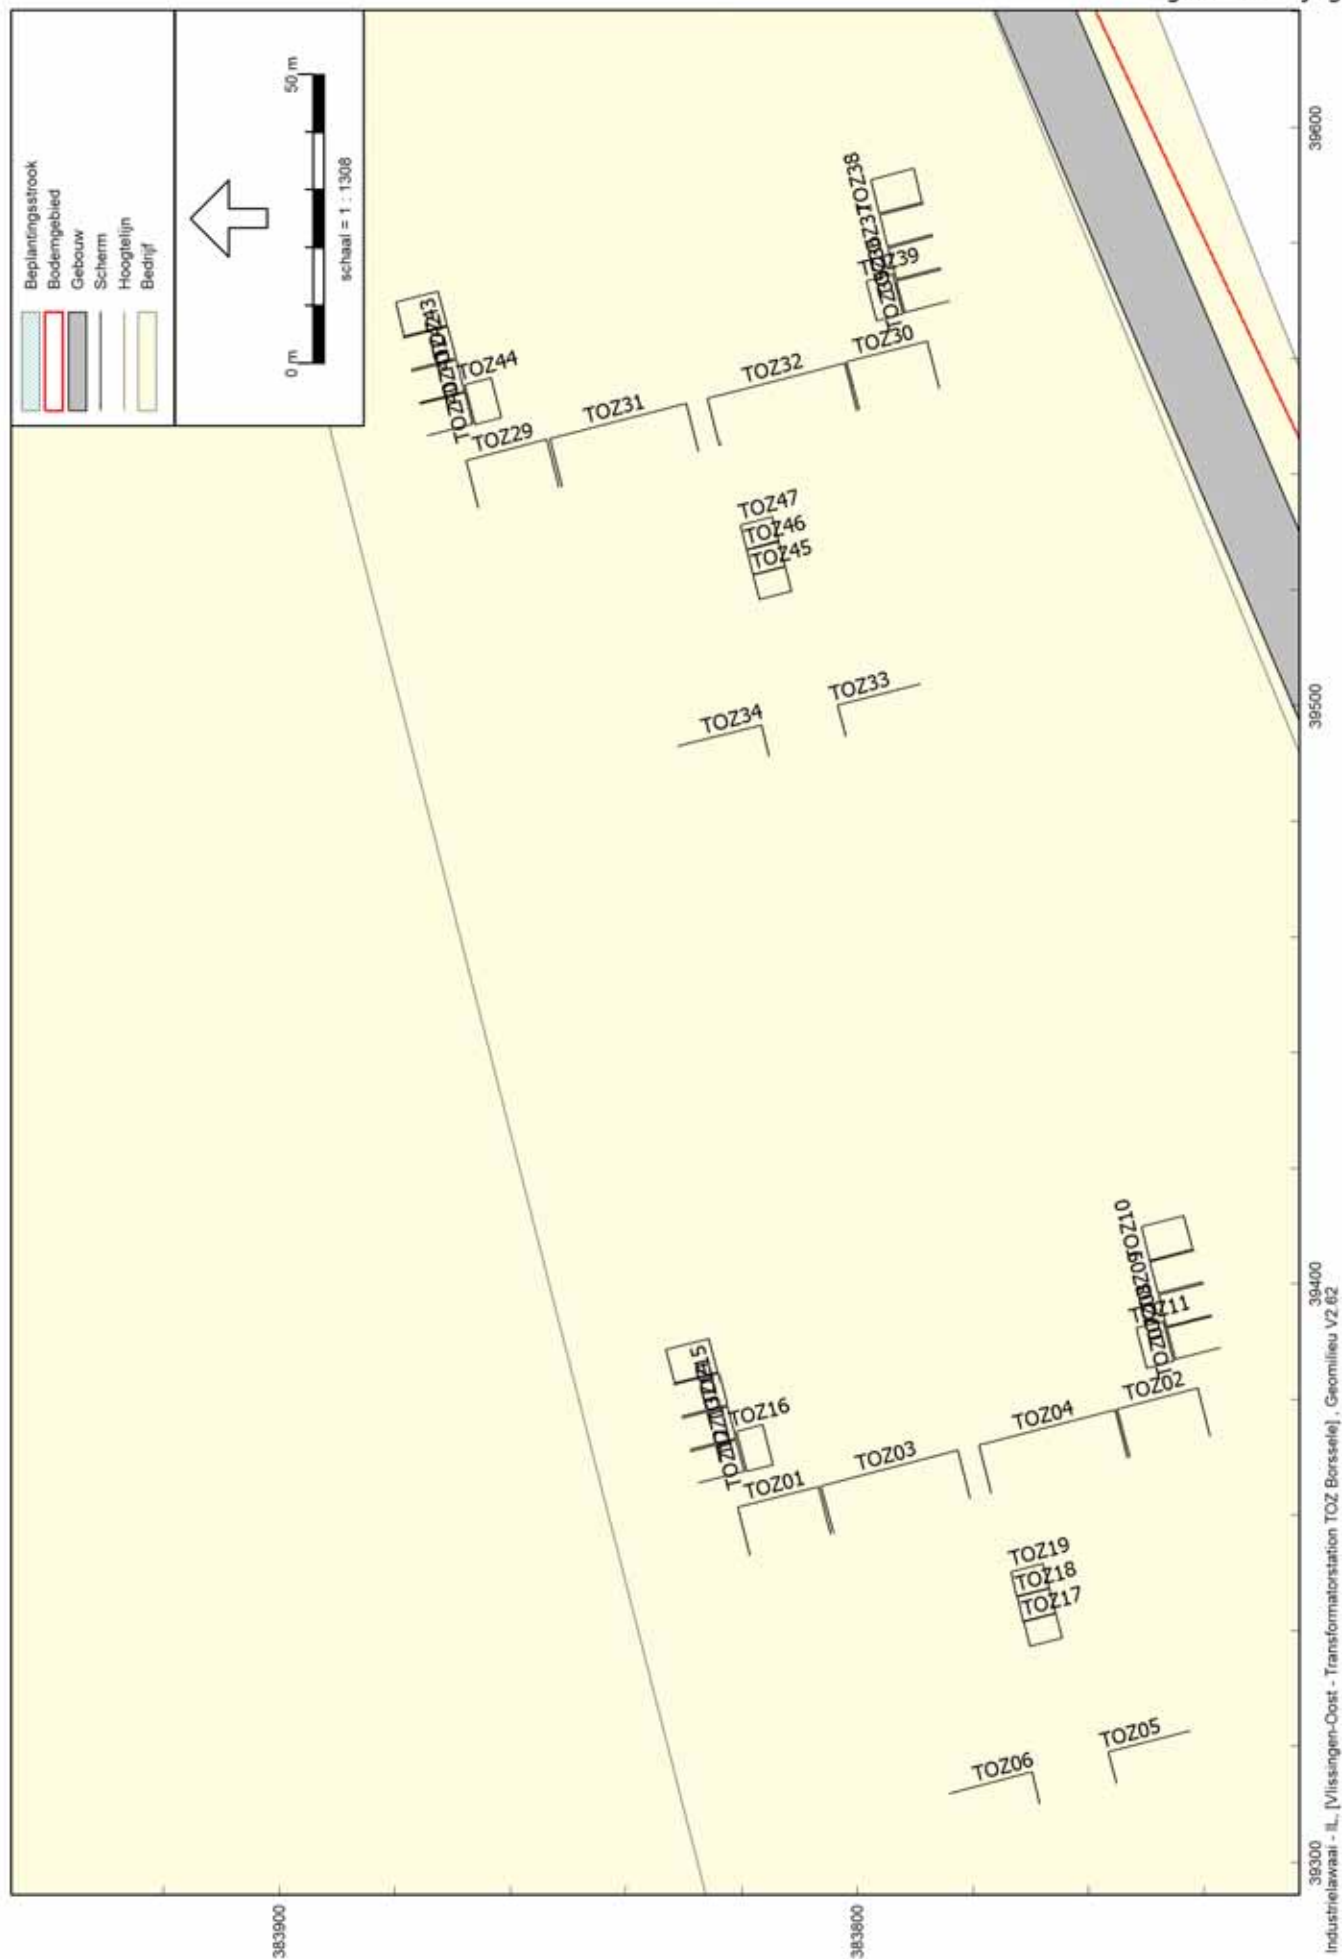 Beplantingsstrook
Bodemgebied
Gebouw
Scherm
Hoogtelijn
Bedrijf
0 m
50 m
schaal = 1 : 1308
TOZ44
TOZ29
TOZ31
TOZ32
TOZ30
TOZ39
TOZ38
TOZ47
TOZ46
TOZ45
TOZ34
TOZ33
TOZ16
TOZ01
TOZ03
TOZ04
TOZ02
TOZ11
TOZ10
TOZ19
TOZ18
TOZ17
TOZ06
TOZ05
383900
383800
39300
39400
39500
39600
Industrielawaai - IL, [Vlissingen-Oost - Transformatorstation TOZ Borssele] , Geomilieu V2.62